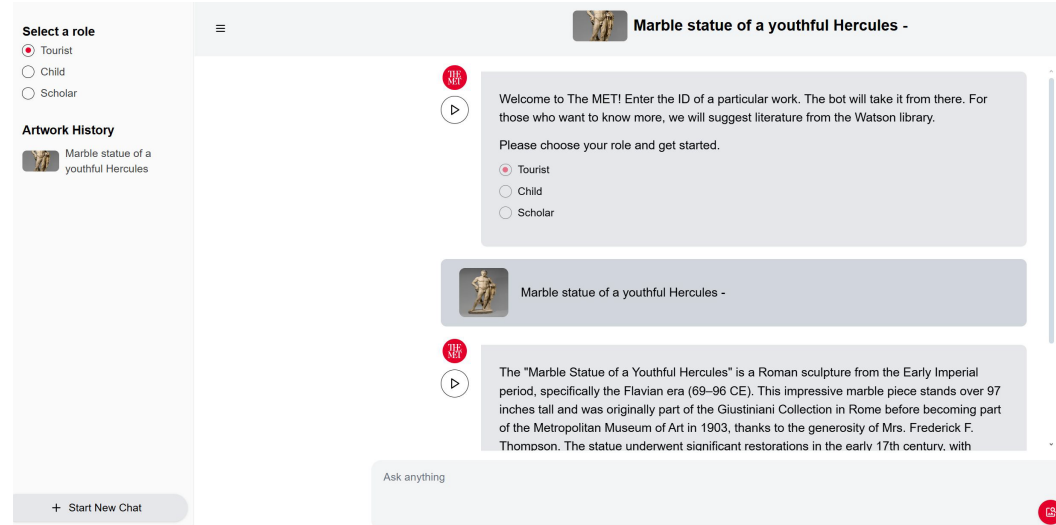 Select a role
Tourist
Child
Scholar
Artwork History
Marble statue of a
youthful Hercules
+ Start New Chat
Marble statue of a youthful Hercules -
THE
MET
Welcome to The MET! Enter the ID of a particular work. The bot will take it from there. For
those who want to know more, we will suggest literature from the Watson library.
Please choose your role and get started.
Tourist
Child
Scholar
Marble statue of a youthful Hercules -
THE
MET
The "Marble Statue of a Youthful Hercules" is a Roman sculpture from the Early Imperial
period, specifically the Flavian era (69–96 CE). This impressive marble piece stands over 97
inches tall and was originally part of the Giustiniani Collection in Rome before becoming part
of the Metropolitan Museum of Art in 1903, thanks to the generosity of Mrs. Frederick F.
Thompson. The statue underwent significant restorations in the early 17th century, with
Ask anything